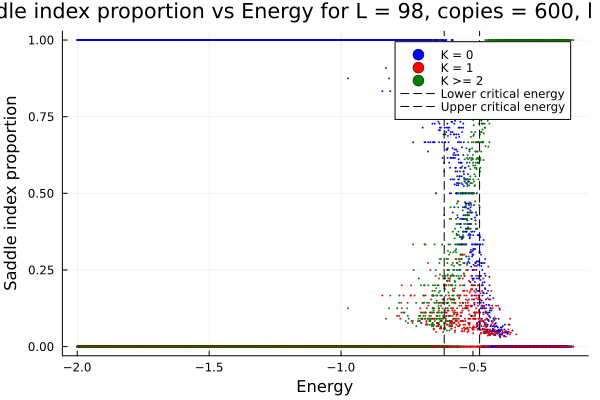 dle index proportion vs Energy for L = 98, copies = 600,
1.00
0.75
0.50
0.25
0.00
Saddle index proportion
K = 0
K = 1
K >= 2
Lower critical energy
Upper critical energy
−2.0 −1.5 −1.0 −0.5
Energy